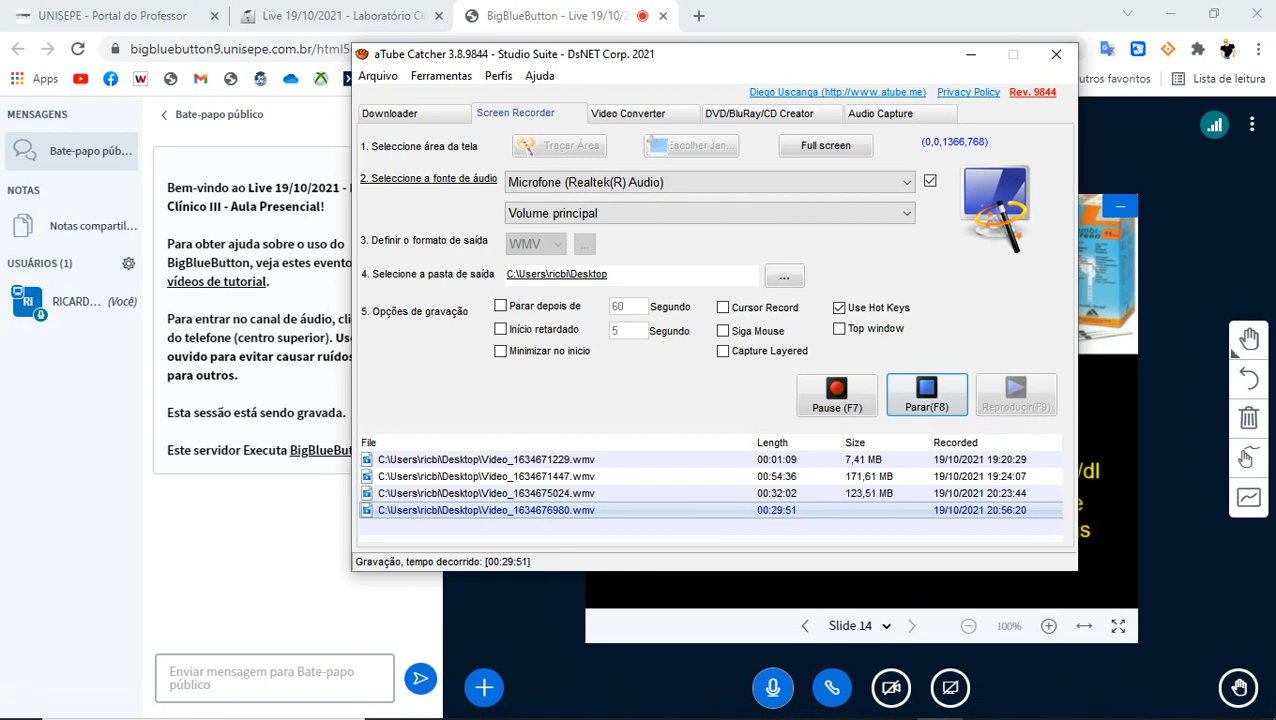 UNISEPE - Portal do Professor
Live 19/10/2021 - Laboratório Clí
BigBlueButton - Live 19/10/2
bigbluebutton9.unisepe.com.br/html5
Apps
outros favoritos
Lista de leitura
MENSAGENS
Bate-papo púb...
NOTAS
Notas compartil...
USUÁRIOS (1)
Ri
RICARD... (Você)
Bate-papo público
Bem-vindo ao Live 19/10/2021 -
Clínico III - Aula Presencial!
Para obter ajuda sobre o uso do
BigBlueButton, veja estes evento
vídeos de tutorial.
Para entrar no canal de áudio, cli
do telefone (centro superior). Us
ouvido para evitar causar ruídos
para outros.
Esta sessão está sendo gravada.
Este servidor Executa BigBlueBut
Enviar mensagem para Bate-papo
público
aTube Catcher 3.8.9844 - Studio Suite - DsNET Corp. 2021
Arquivo Ferramentas Perfis Ajuda
Diego Uscanga (http://www.atube.me) Privacy Policy Rev. 9844
Downloader Screen Recorder Video Converter DVD/BluRay/CD Creator Audio Capture
1. Seleccione área da tela Traçar Área Escolher Jan... Full screen (0,0,1366,768)
2. Seleccione a fonte de áudio Microfone (Realtek(R) Audio)
Volume principal
3. Definir o formato de saída WMV ...
4. Selecione a pasta de saída C:\Users\ricbi\Desktop ...
5. Opções de gravação
Parar depois de 60 Segundo Cursor Record Use Hot Keys
Início retardado 5 Segundo Siga Mouse Top window
Minimizar no inicio Capture Layered
Pause (F7) Parar(F8) Reproduçir(F9)
File Length Size Recorded
C:\Users\ricbi\Desktop\Video_1634671229.wmv 00:01:09 7,41 MB 19/10/2021 19:20:29
C:\Users\ricbi\Desktop\Video_1634671447.wmv 00:54:36 171,61 MB 19/10/2021 19:24:07
C:\Users\ricbi\Desktop\Video_1634675024.wmv 00:32:02 123,51 MB 19/10/2021 20:23:44
C:\Users\ricbi\Desktop\Video_1634676980.wmv 00:29:51 19/10/2021 20:56:20
Gravação, tempo decorrido: [00:29:51]
/dl
e
s
Slide 14
100%